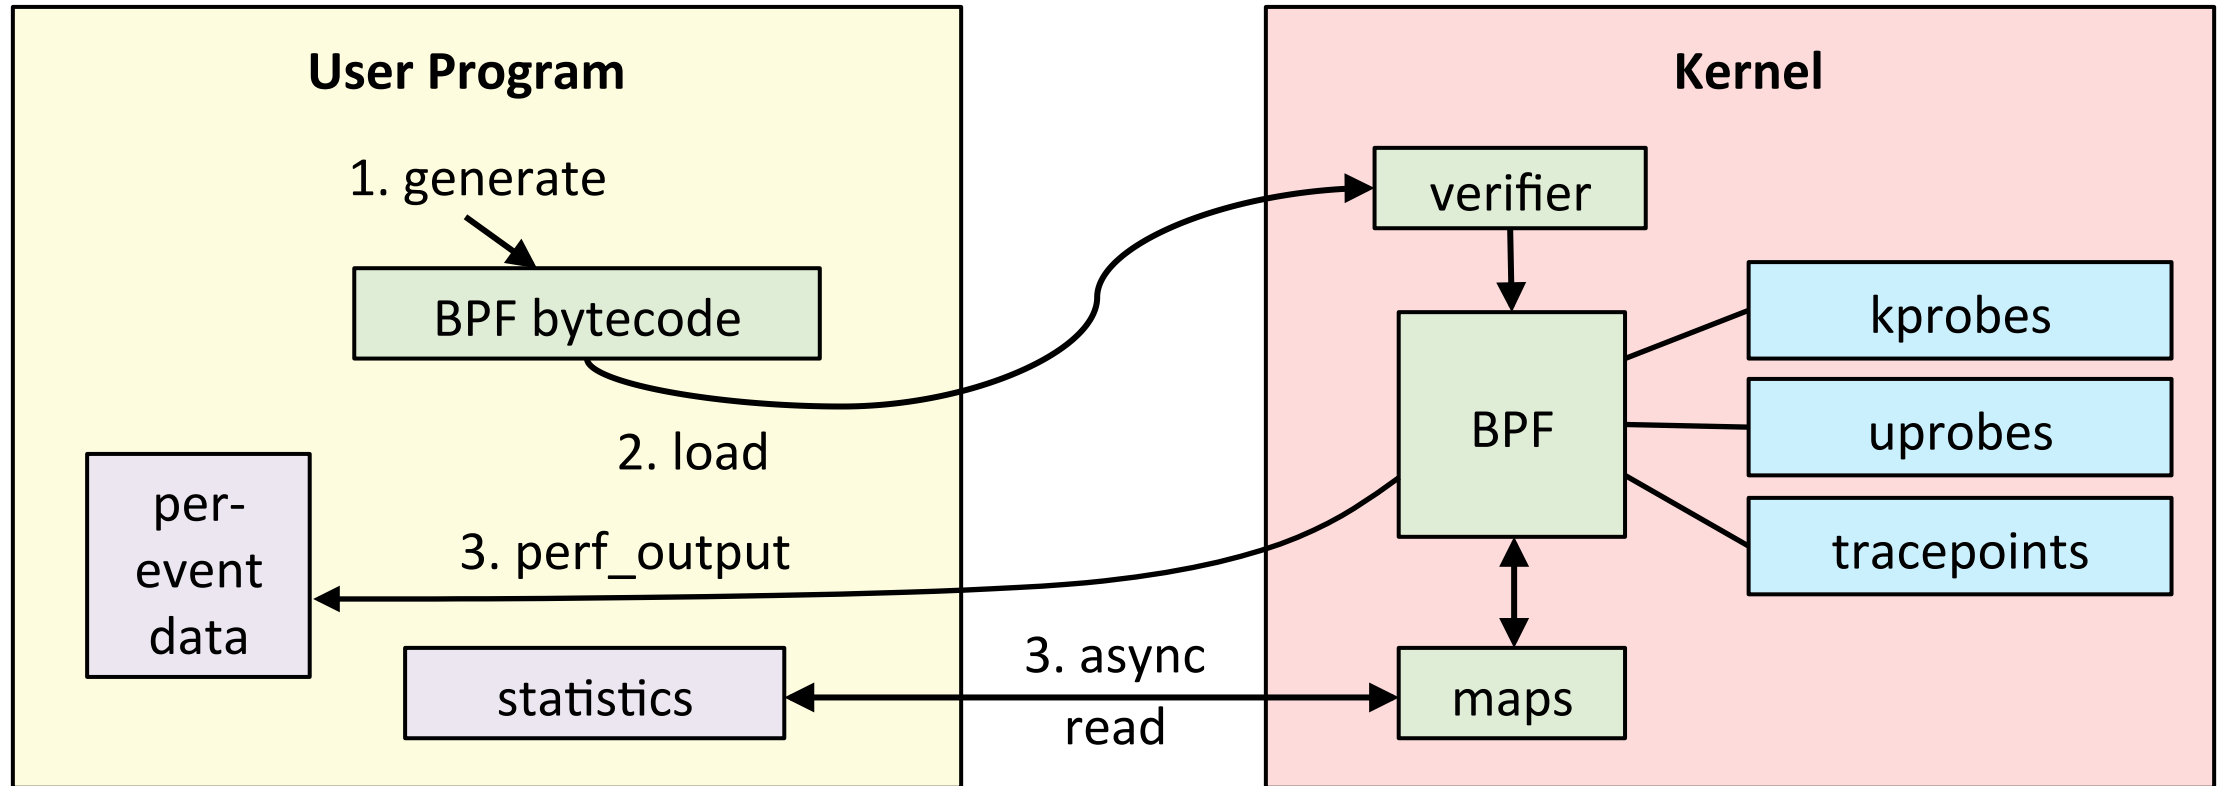 User Program
1. generate
BPF bytecode
2. load
per-
event
data
3. perf_output
statistics
3. async
read
Kernel
verifier
BPF
kprobes
uprobes
tracepoints
maps